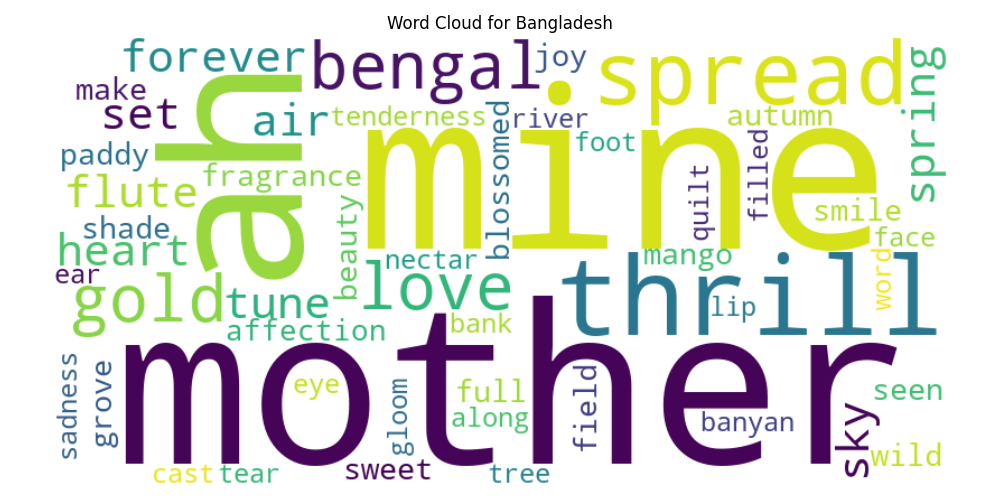 Word Cloud for Bangladesh
forever
bengal
joy
spread
spring
make
set
air
tenderness
river
autumn
ah
mine
foot
paddy
fragrance
blossomed
quilt
filled
flute
smile
shade
heart
beauty
nectar
mango
face
ear
gold
tune
love
thrill
lip
word
affection
bank
mother
sadness
grove
eye
gloom
full
along
field
banyan
seen
sky
wild
cast
tear
sweet
tree